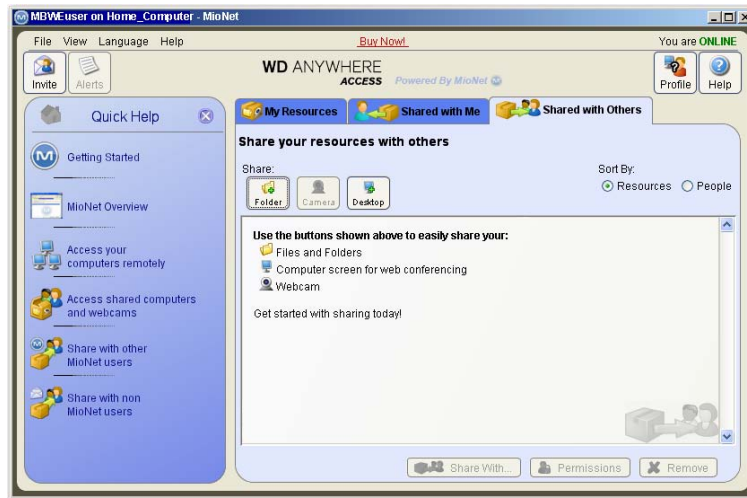 MBWEuser on Home_Computer - MioNet
File View Language Help
Buy Now!
You are ONLINE
Invite
Alerts
WD ANYWHERE
ACCESS
Powered By MioNet
Profile
Help
Quick Help
Getting Started
MioNet Overview
Access your
computers remotely
Access shared computers
and webcams
Share with other
MioNet users
Share with non
MioNet users
My Resources
Shared with Me
Shared with Others
Share your resources with others
Share:
Folder
Camera
Desktop
Sort By:
Resources
People
Use the buttons shown above to easily share your:
Files and Folders
Computer screen for web conferencing
Webcam
Get started with sharing today!
Share With...
Permissions
Remove